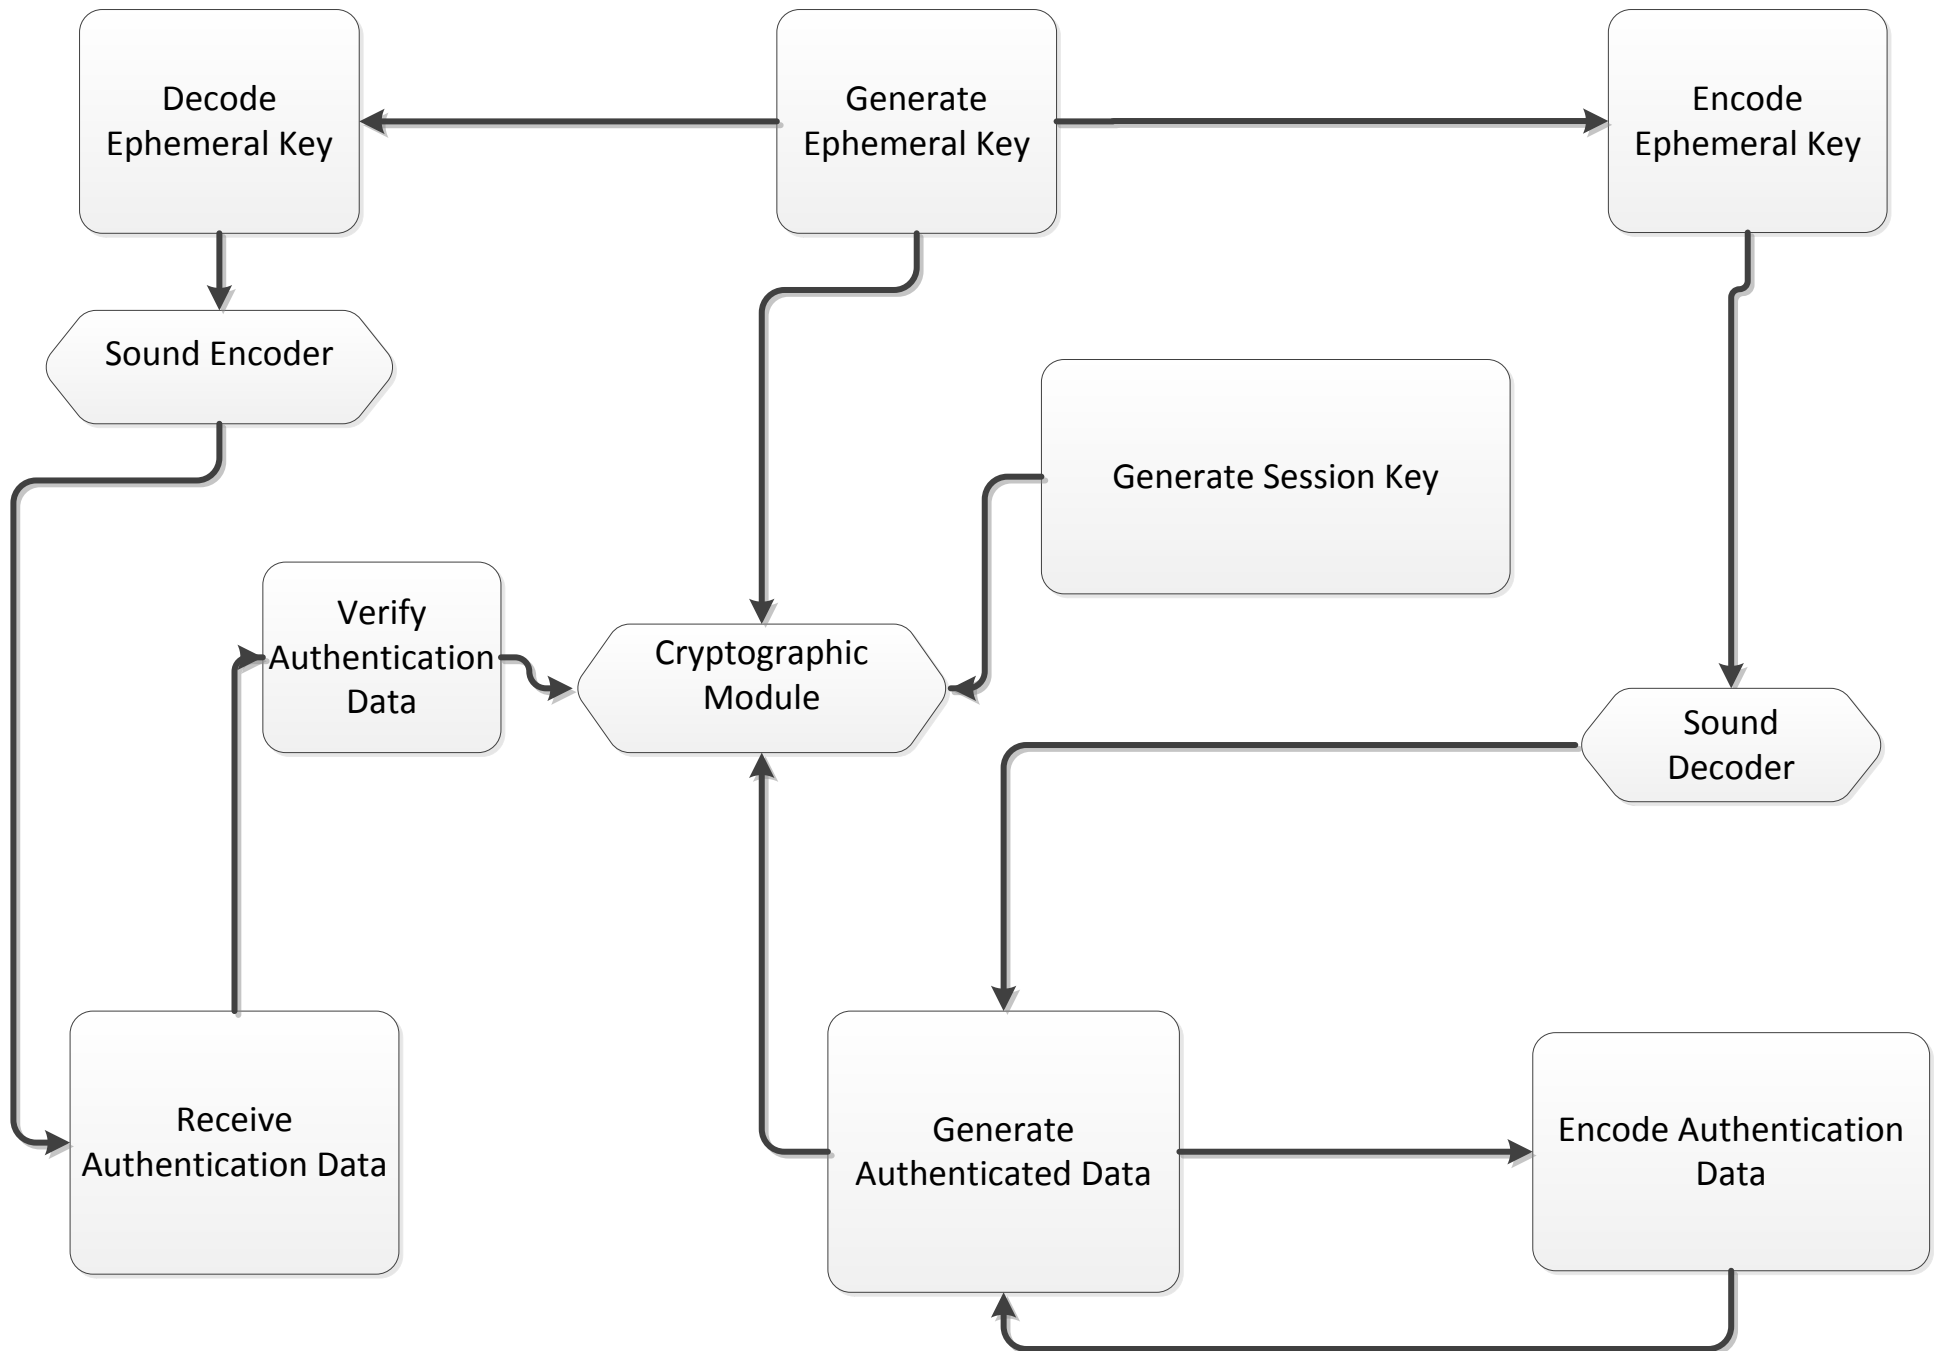 Decode
Ephemeral Key
Generate
Ephemeral Key
Encode
Ephemeral Key
Sound Encoder
Generate Session Key
Verify
Authentication
Data
Cryptographic
Module
Sound
Decoder
Receive
Authentication Data
Generate
Authenticated Data
Encode Authentication
Data